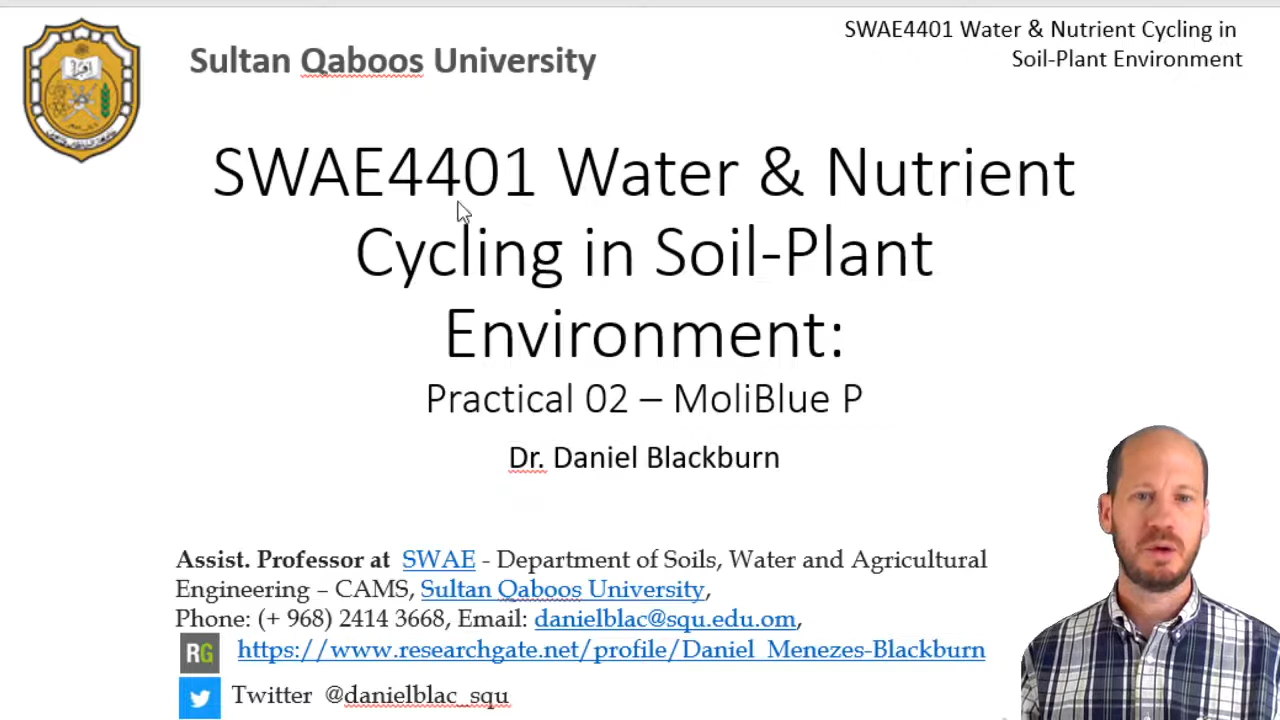 Sultan Qaboos University
SWAE4401 Water & Nutrient Cycling in
Soil-Plant Environment
SWAE4401 Water & Nutrient
Cycling in Soil-Plant
Environment:
Practical 02 – MoliBlue P
Dr. Daniel Blackburn
Assist. Professor at SWAE - Department of Soils, Water and Agricultural
Engineering – CAMS, Sultan Qaboos University,
Phone: (+ 968) 2414 3668, Email: danielblac@squ.edu.om,
RG https://www.researchgate.net/profile/Daniel_Menezes-Blackburn
Twitter @danielblac_squ